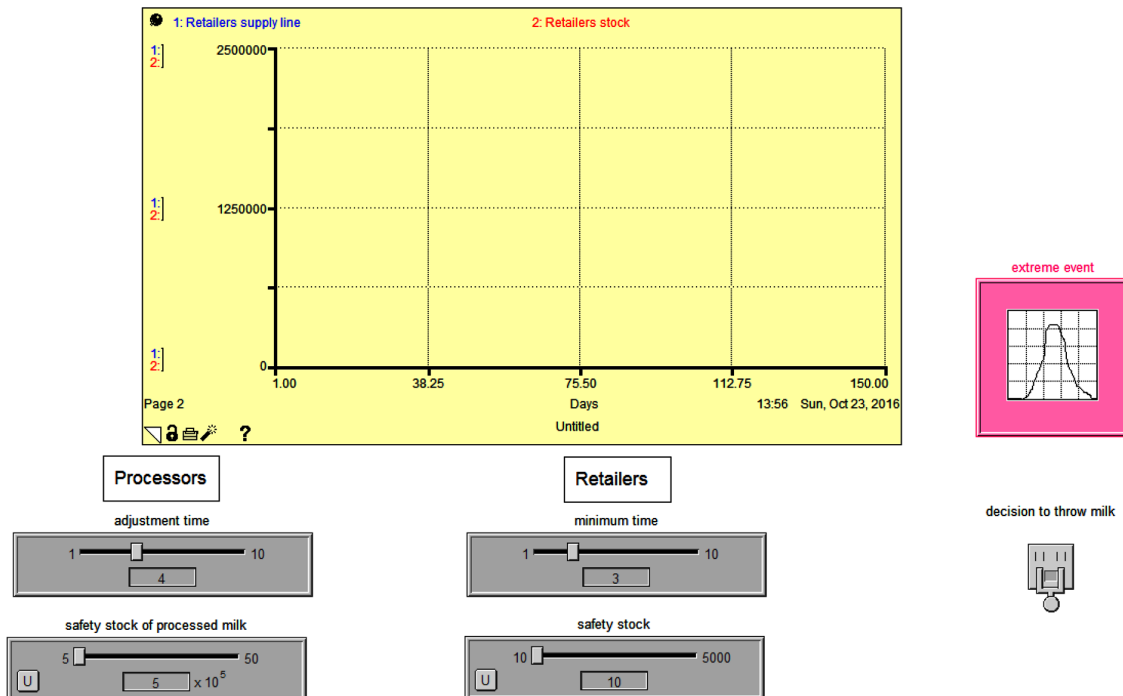 1: Retailers supply line 2: Retailers stock
1:
2:
2500000
1:
2:
1250000
1:
2:
0
1.00 38.25 75.50 112.75 150.00
Page 2 Days 13:56 Sun, Oct 23, 2016
? Untitled
extreme event
Processors Retailers
decision to throw milk
adjustment time minimum time
1 10 1 10
4 3
safety stock of processed milk safety stock
5 50 10 5000
U 5 x 10^5 U 10